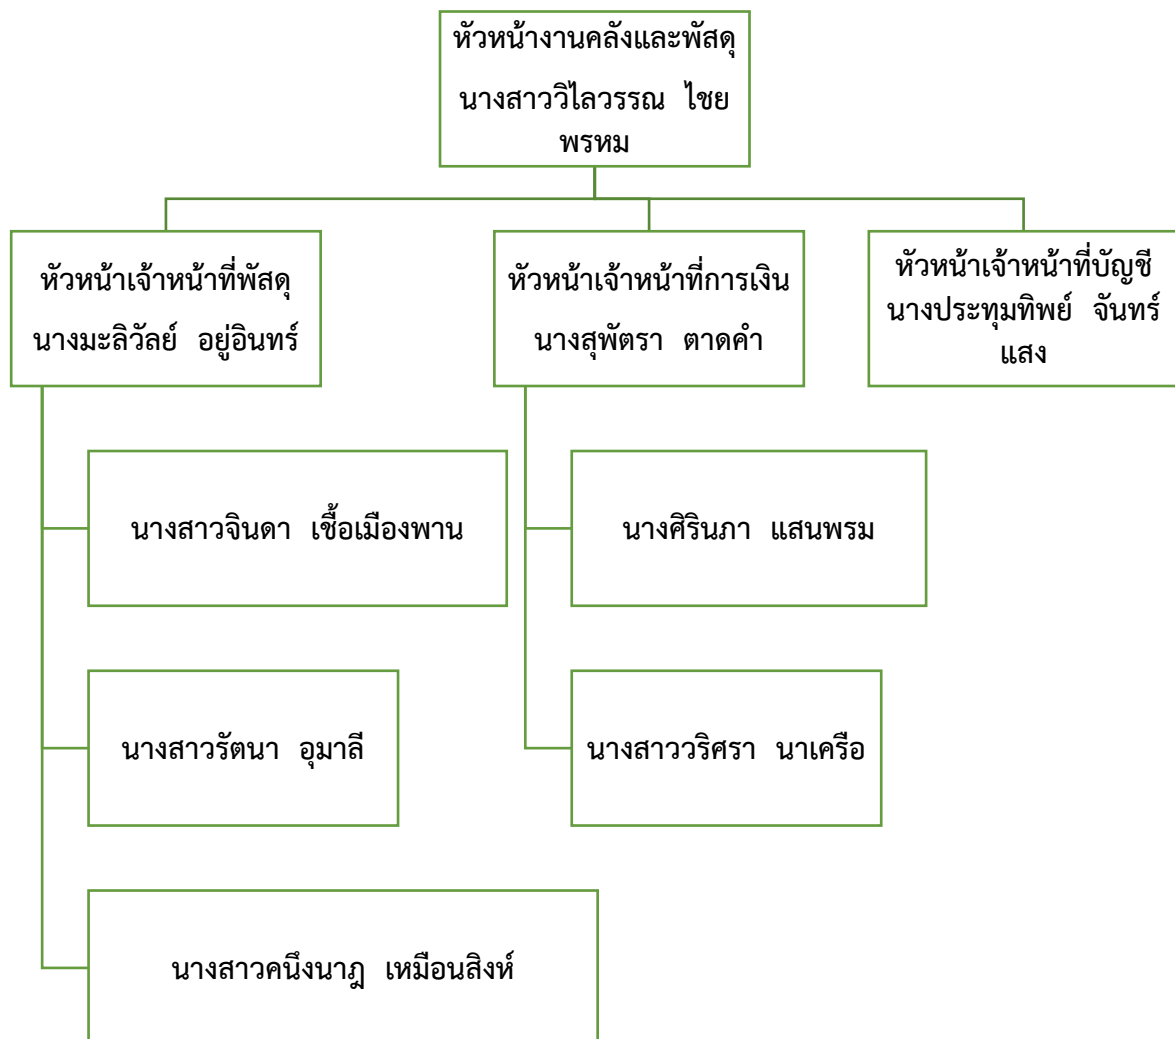 หัวหน้างานคลังและพัสดุ
นางสาววิไลวรรณ ไชย
พรหม
หัวหน้าเจ้าหน้าที่พัสดุ
นางมะลิวัลย์ อยู่อินทร์
หัวหน้าเจ้าหน้าที่การเงิน
นางสุพัตรา ตาดคำ
หัวหน้าเจ้าหน้าที่บัญชี
นางประทุมทิพย์ จันทร์
แสง
นางสาวจินดา เชื้อเมืองพาน
นางศิรินภา แสนพรม
นางสาวรัตนา อุมาลี
นางสาววริศรา นาเครือ
นางสาวคนึงนาฎ เหมือนสิงห์